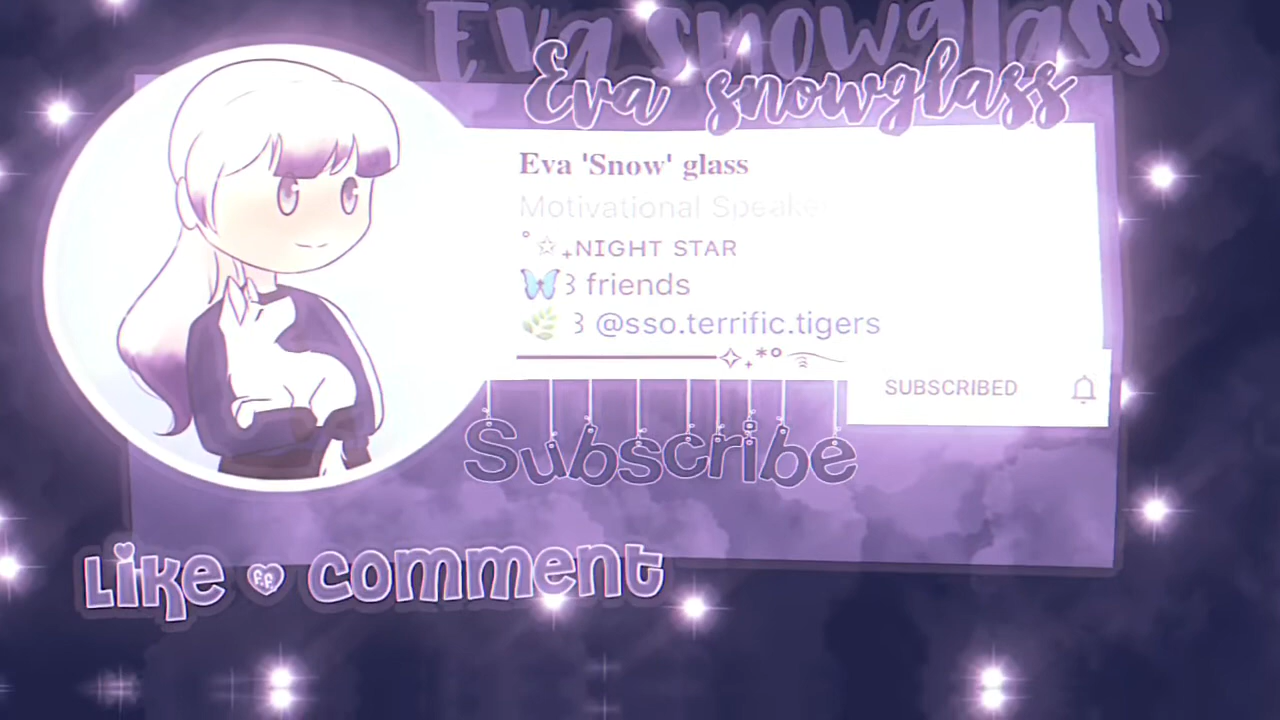 Eva snowglass
Eva snowglass
Eva 'Snow' glass
Motivational Speaker
°☆₊NIGHT STAR
🦋꒱ friends
🌿 ꒱ @sso.terrific.tigers
SUBSCRIBED
Subscribe
Like & comment